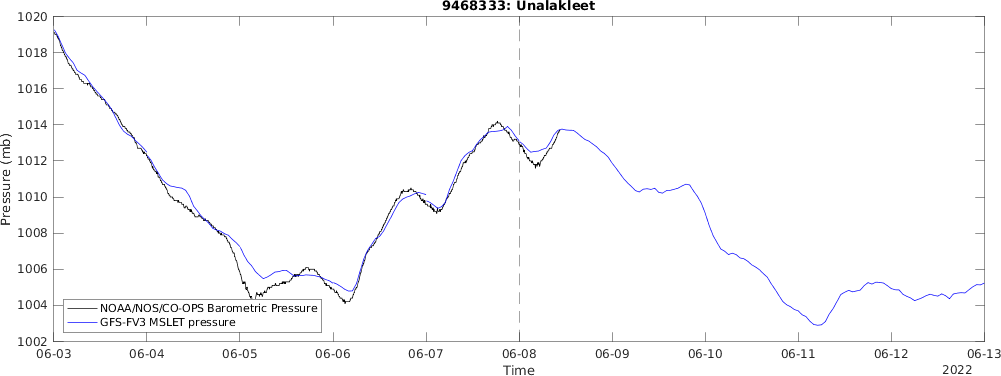 9468333: Unalakleet
1020
1018
1016
1014
1012
1010
1008
1006
1004
1002
Pressure (mb)
NOAA/NOS/CO-OPS Barometric Pressure
GFS-FV3 MSLET pressure
06-03 06-04 06-05 06-06 06-07 06-08 06-09 06-10 06-11 06-12 06-13
Time
2022